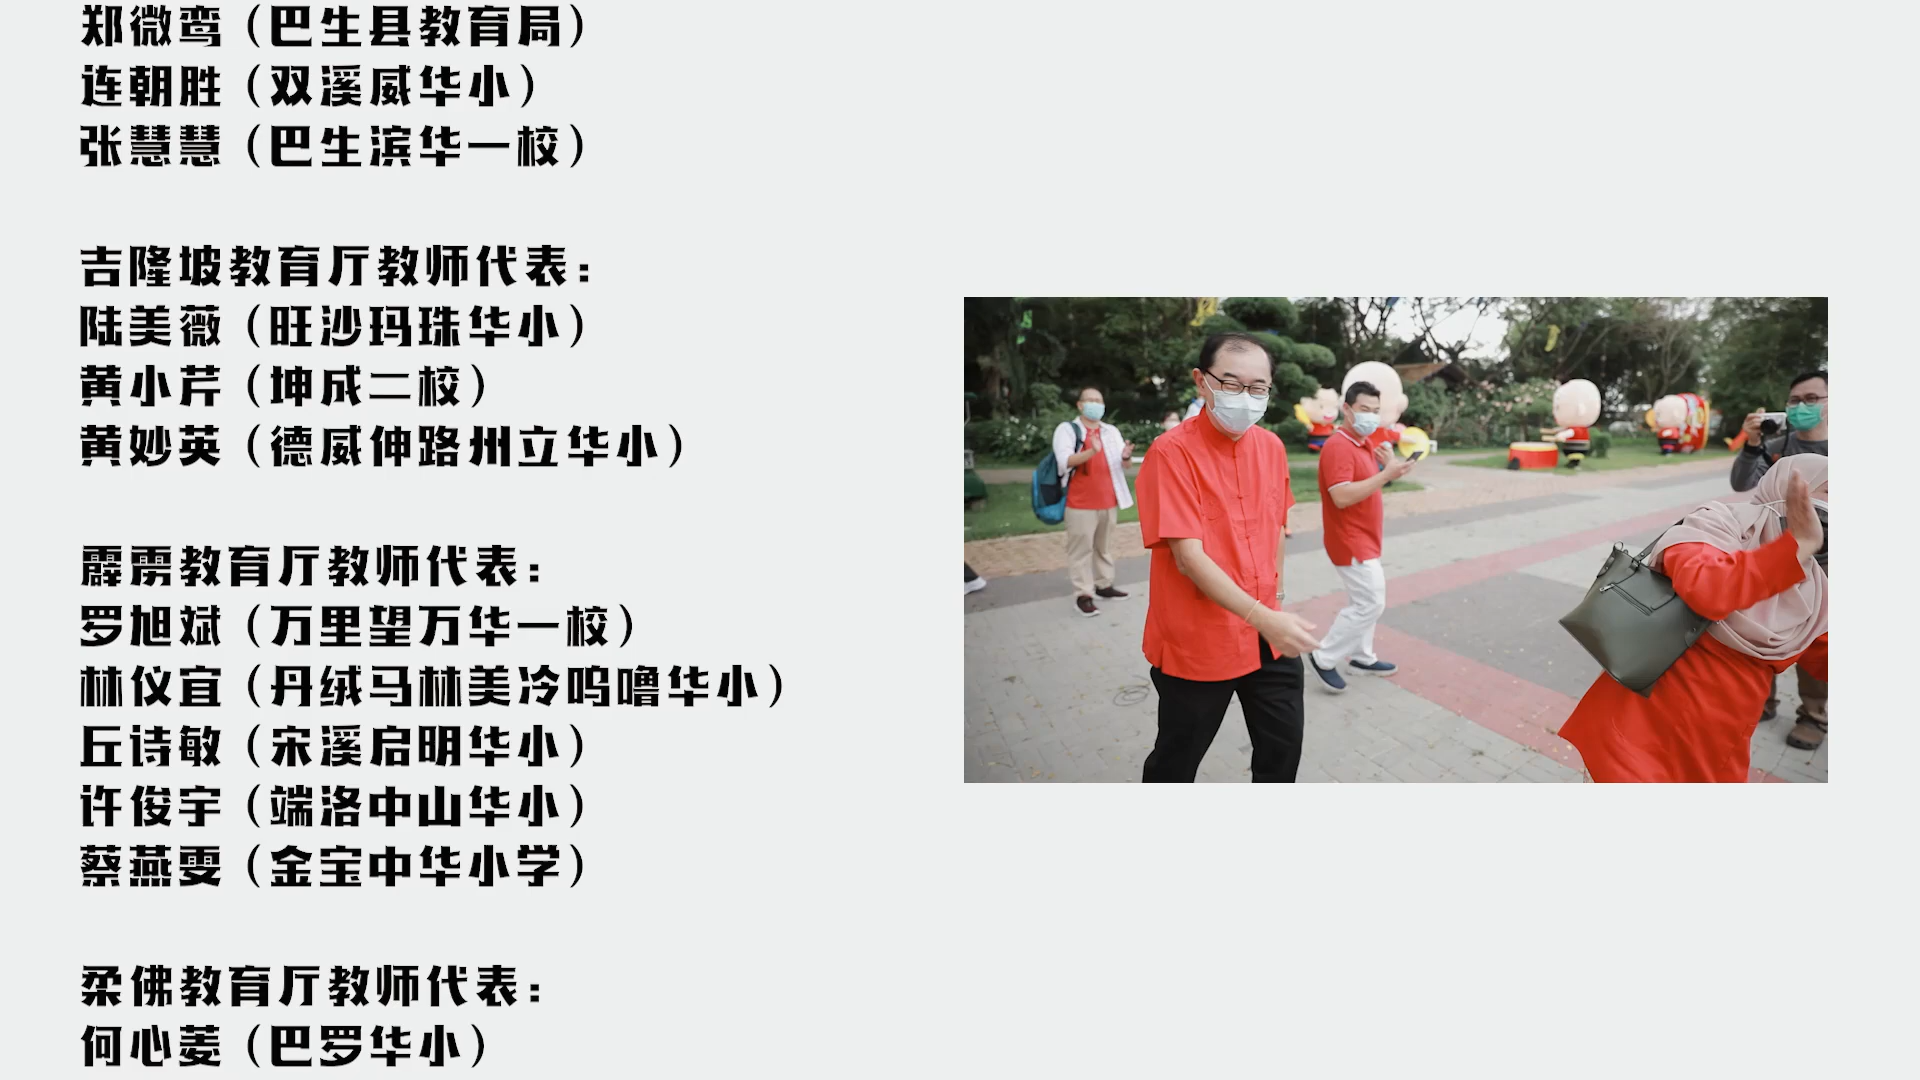 郑微鸾（巴生县教育局）
连朝胜（双溪威华小）
张慧慧（巴生滨华一校）
吉隆坡教育厅教师代表：
陆美薇（旺沙玛珠华小）
黄小芹（坤成二校）
黄妙英（德威伸路州立华小）
霹雳教育厅教师代表：
罗旭斌（万里望万华一校）
林仪宜（丹绒马林美冷呜噜华小）
丘诗敏（宋溪启明华小）
许俊宇（端洛中山华小）
蔡燕雯（金宝中华小学）
柔佛教育厅教师代表：
何心菱（巴罗华小）